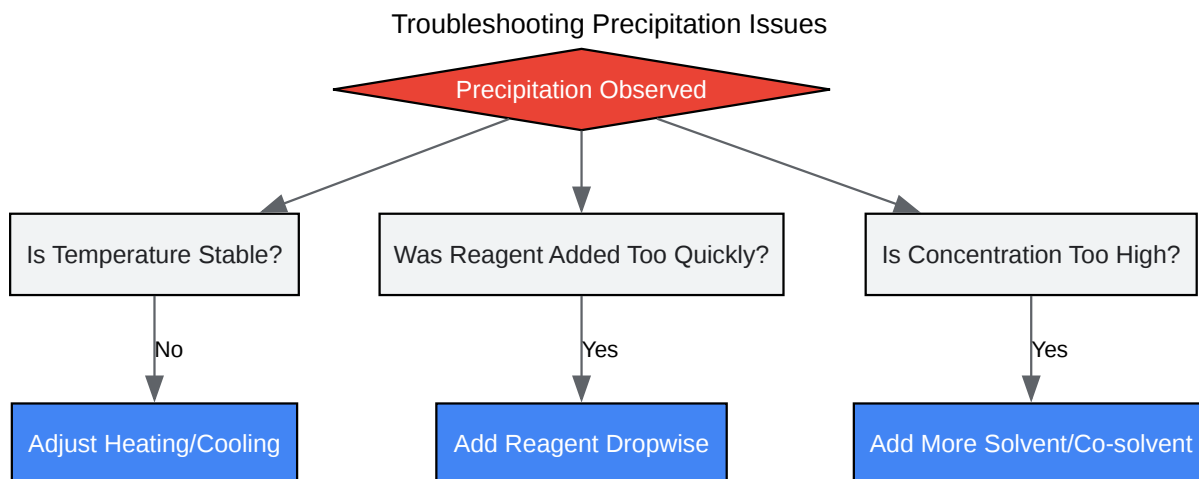 Troubleshooting Precipitation Issues
Precipitation Observed
Is Temperature Stable?
Was Reagent Added Too Quickly?
Is Concentration Too High?
No
Yes
Yes
Adjust Heating/Cooling
Add Reagent Dropwise
Add More Solvent/Co-solvent